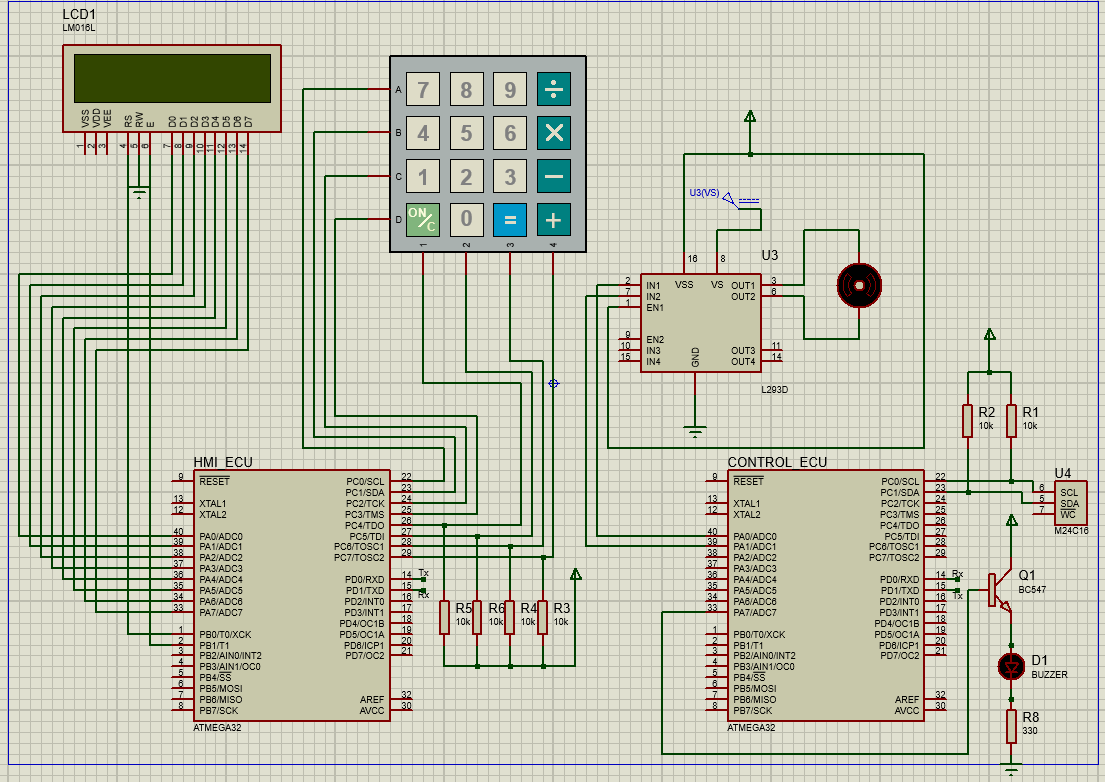 LCD1
LM016L
VSS VDD VEE RS RW E D0 D1 D2 D3 D4 D5 D6 D7
1 2 3 4 5 6 7 8 9 10 11 12 13 14
A 7 8 9 ÷
B 4 5 6 ×
C 1 2 3 −
D ON/C 0 = +
1 2 3 4
U3(VS)
U3
16 8
VSS VS
2 IN1 OUT1 3
7 IN2 OUT2 6
1 EN1
9 EN2
10 IN3 OUT3 11
15 IN4 OUT4 14
GND
L293D
R2
10k
R1
10k
U4
6 SCL
5 SDA
7 WC
M24C16
HMI_ECU
9 RESET PC0/SCL 22
PC1/SDA 23
13 XTAL1 PC2/TCK 24
12 XTAL2 PC3/TMS 25
PC4/TDO 26
40 PA0/ADC0 PC5/TDI 27
39 PA1/ADC1 PC6/TOSC1 28
38 PA2/ADC2 PC7/TOSC2 29
37 PA3/ADC3
36 PA4/ADC4 PD0/RXD 14 Tx
35 PA5/ADC5 PD1/TXD 15 Rx
34 PA6/ADC6 PD2/INT0 16
33 PA7/ADC7 PD3/INT1 17
PD4/OC1B 18
1 PB0/T0/XCK PD5/OC1A 19
2 PB1/T1 PD6/ICP1 20
3 PB2/AIN0/INT2 PD7/OC2 21
4 PB3/AIN1/OC0
5 PB4/SS
6 PB5/MOSI
7 PB6/MISO AREF 32
8 PB7/SCK AVCC 30
ATMEGA32
R5
10k
R6
10k
R4
10k
R3
10k
CONTROL_ECU
9 RESET PC0/SCL 22
PC1/SDA 23
13 XTAL1 PC2/TCK 24
12 XTAL2 PC3/TMS 25
PC4/TDO 26
40 PA0/ADC0 PC5/TDI 27
39 PA1/ADC1 PC6/TOSC1 28
38 PA2/ADC2 PC7/TOSC2 29
37 PA3/ADC3
36 PA4/ADC4 PD0/RXD 14 Rx
35 PA5/ADC5 PD1/TXD 15 Tx
34 PA6/ADC6 PD2/INT0 16
33 PA7/ADC7 PD3/INT1 17
PD4/OC1B 18
1 PB0/T0/XCK PD5/OC1A 19
2 PB1/T1 PD6/ICP1 20
3 PB2/AIN0/INT2 PD7/OC2 21
4 PB3/AIN1/OC0
5 PB4/SS
6 PB5/MOSI
7 PB6/MISO AREF 32
8 PB7/SCK AVCC 30
ATMEGA32
Q1
BC547
D1
BUZZER
R8
330